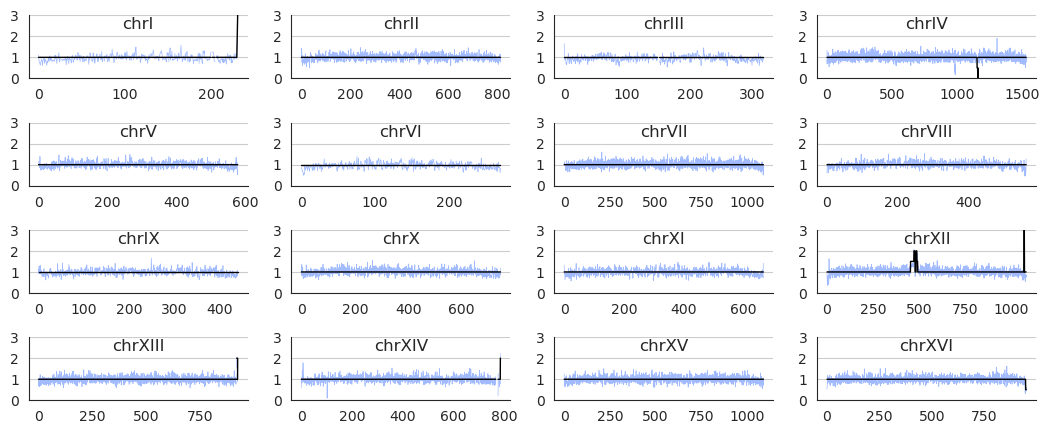 chrI
chrII
chrIII
chrIV
3 2 1 0
3 2 1 0
3 2 1 0
3 2 1 0
0 100 200
0 200 400 600 800
0 100 200 300
0 500 1000 1500
chrV
chrVI
chrVII
chrVIII
3 2 1 0
3 2 1 0
3 2 1 0
3 2 1 0
0 200 400 600
0 100 200
0 250 500 750 1000
0 200 400
chrIX
chrX
chrXI
chrXII
3 2 1 0
3 2 1 0
3 2 1 0
3 2 1 0
0 100 200 300 400
0 200 400 600
0 200 400 600
0 250 500 750 1000
chrXIII
chrXIV
chrXV
chrXVI
3 2 1 0
3 2 1 0
3 2 1 0
3 2 1 0
0 250 500 750
0 200 400 600 800
0 250 500 750 1000
0 250 500 750